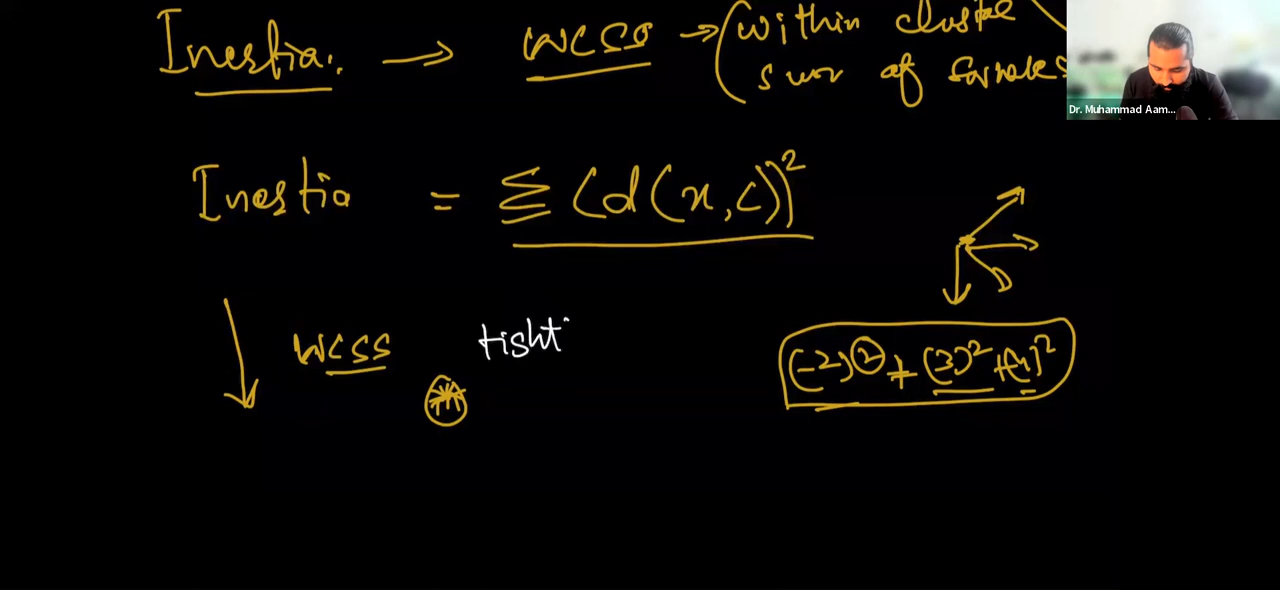 Inertia: → WCSS → (within cluster
sum of squares
Dr. Muhammad Aam...
Inertia = Σ (d(x,c))²
↓ WCSS tight
(-2)² + (3)² + (-4)²